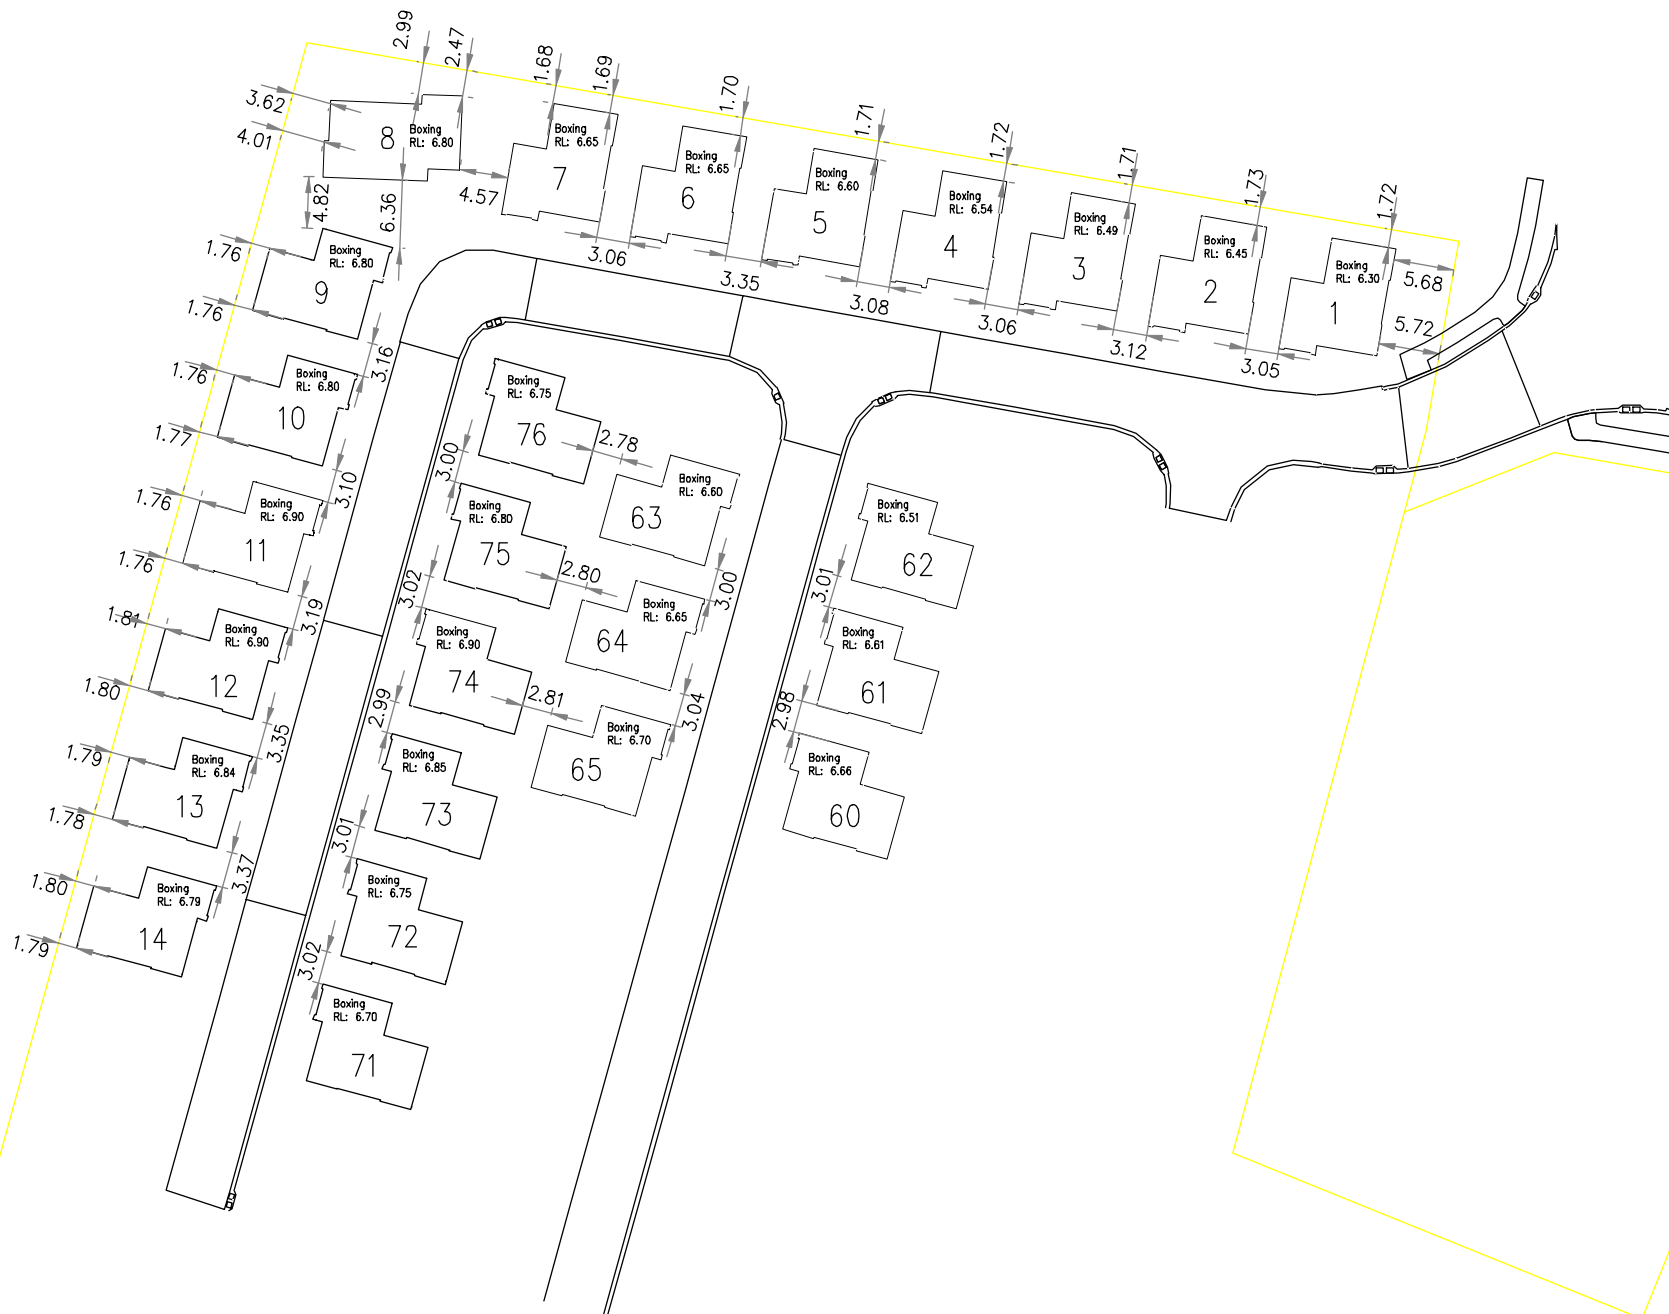 2.99
2.47
1.68
1.69
1.70
1.71
1.72
1.71
1.73
1.72
3.62
4.01
8
Boxing
RL: 6.80
4.82
6.36
4.57
7
Boxing
RL: 6.65
3.06
6
Boxing
RL: 6.65
3.35
5
Boxing
RL: 6.60
3.08
4
Boxing
RL: 6.54
3.06
3
Boxing
RL: 6.49
3.12
2
Boxing
RL: 6.45
3.05
1
Boxing
RL: 6.30
5.68
5.72
1.76
Boxing
RL: 6.80
9
1.76
3.16
1.76
Boxing
RL: 6.80
10
1.77
3.10
1.76
Boxing
RL: 6.90
11
1.76
3.19
1.81
Boxing
RL: 6.90
12
1.80
3.35
1.79
Boxing
RL: 6.84
13
1.78
3.37
1.80
Boxing
RL: 6.79
14
1.79
Boxing
RL: 6.75
76
2.78
3.00
Boxing
RL: 6.80
75
2.80
3.02
Boxing
RL: 6.90
74
2.81
2.99
Boxing
RL: 6.85
73
3.01
Boxing
RL: 6.75
72
3.02
Boxing
RL: 6.70
71
Boxing
RL: 6.60
63
3.00
Boxing
RL: 6.65
64
3.04
Boxing
RL: 6.70
65
Boxing
RL: 6.51
62
3.01
Boxing
RL: 6.61
61
2.98
Boxing
RL: 6.66
60